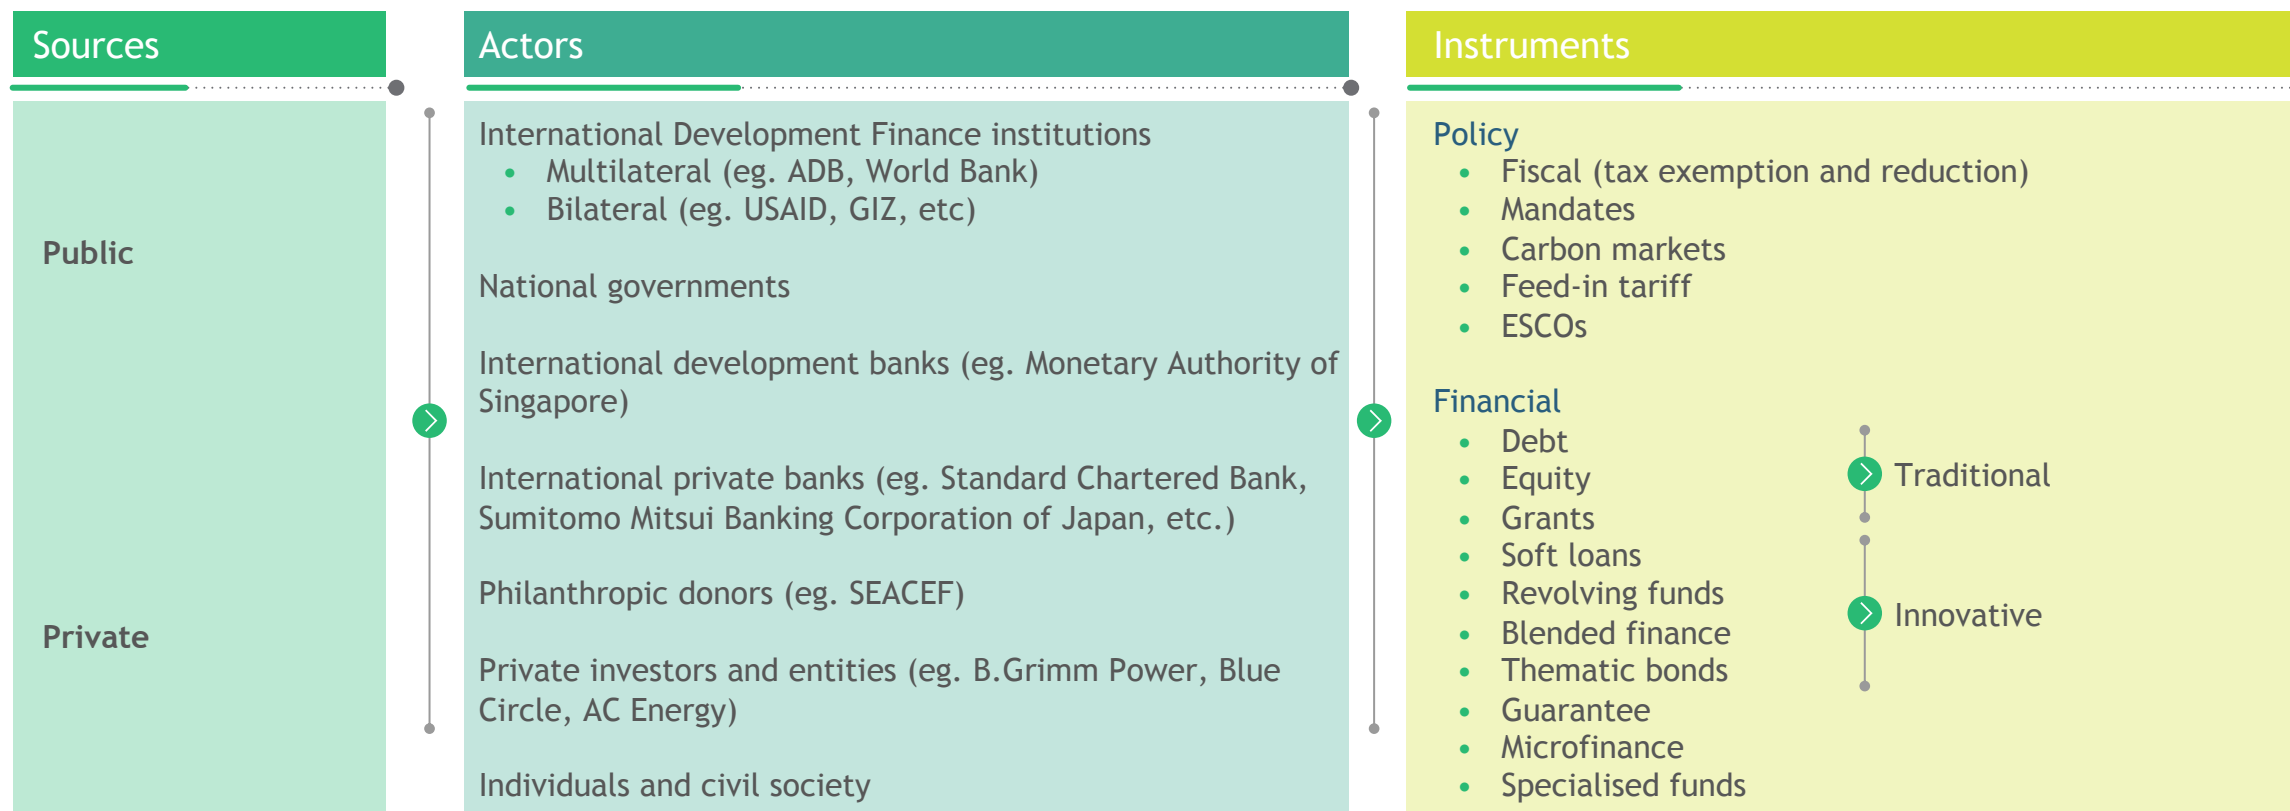 Sources
Public
Private
Actors
International Development Finance institutions
• Multilateral (eg. ADB, World Bank)
• Bilateral (eg. USAID, GIZ, etc)
National governments
International development banks (eg. Monetary Authority of
Singapore)
International private banks (eg. Standard Chartered Bank,
Sumitomo Mitsui Banking Corporation of Japan, etc.)
Philanthropic donors (eg. SEACEF)
Private investors and entities (eg. B.Grimm Power, Blue
Circle, AC Energy)
Individuals and civil society
Instruments
Policy
• Fiscal (tax exemption and reduction)
• Mandates
• Carbon markets
• Feed-in tariff
• ESCOs
Financial
• Debt
• Equity
• Grants
• Soft loans
• Revolving funds
• Blended finance
• Thematic bonds
• Guarantee
• Microfinance
• Specialised funds
Traditional
Innovative